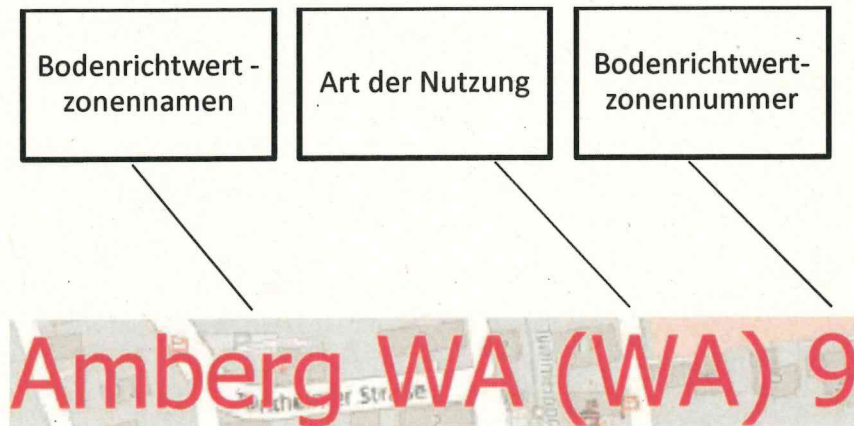 Bodenrichtwert -
zonennamen
Art der Nutzung
Bodenrichtwert-
zonennummer
Amberg WA (WA) 9